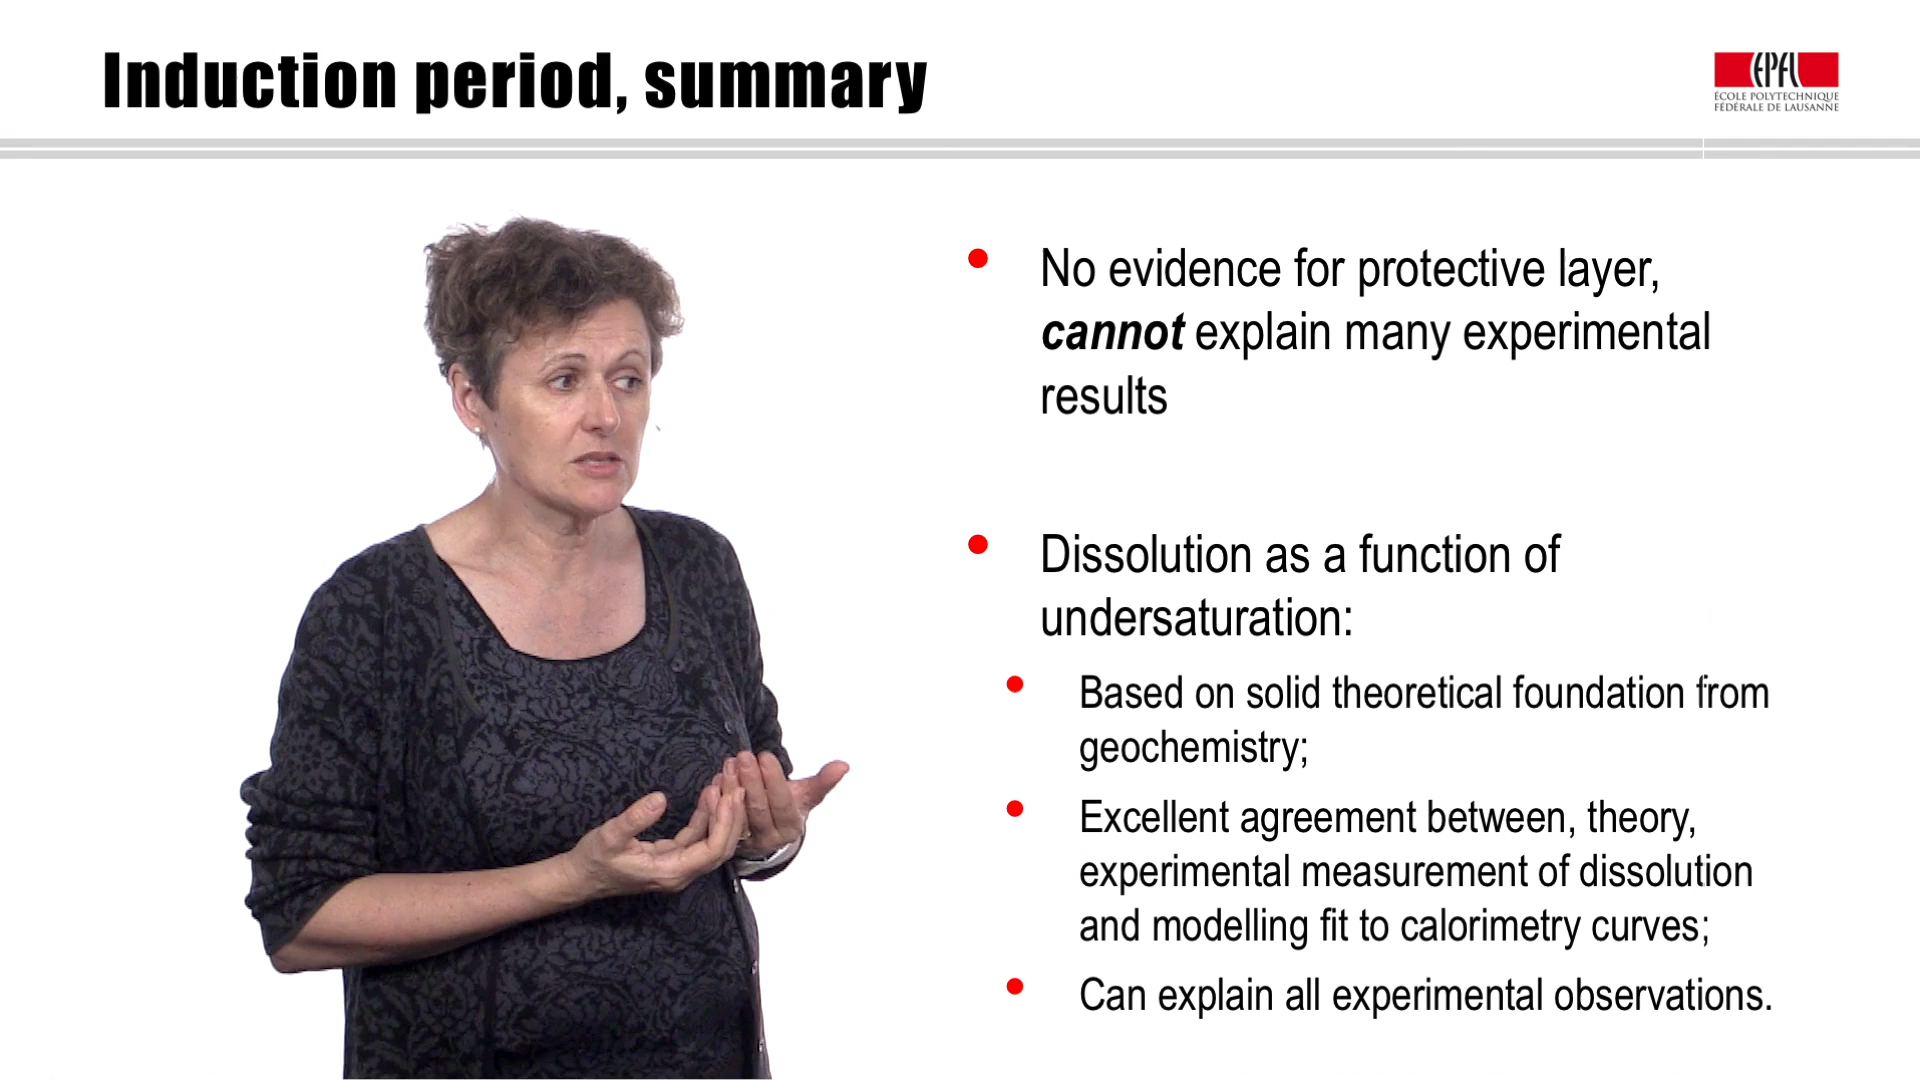 Induction period, summary
EPFL
ÉCOLE POLYTECHNIQUE
FÉDÉRALE DE LAUSANNE
No evidence for protective layer,
cannot explain many experimental
results
Dissolution as a function of
undersaturation:
Based on solid theoretical foundation from
geochemistry;
Excellent agreement between, theory,
experimental measurement of dissolution
and modelling fit to calorimetry curves;
Can explain all experimental observations.